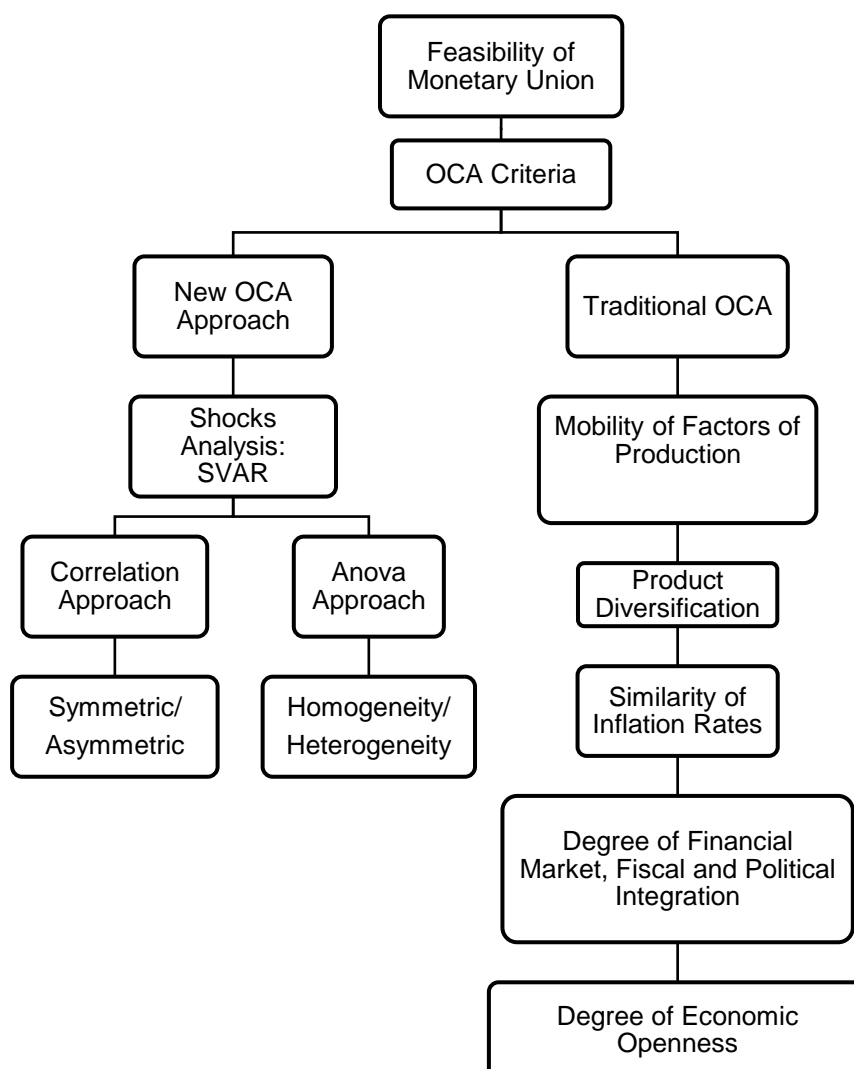 Feasibility of
Monetary Union
OCA Criteria
New OCA
Approach
Traditional OCA
Shocks
Analysis:
SVAR
Mobility of Factors of
Production
Correlation
Approach
Anova
Approach
Product
Diversification
Symmetric/
Asymmetric
Homogeneity/
Heterogeneity
Similarity of
Inflation Rates
Degree of Financial
Market, Fiscal and Political
Integration
Degree of Economic
Openness